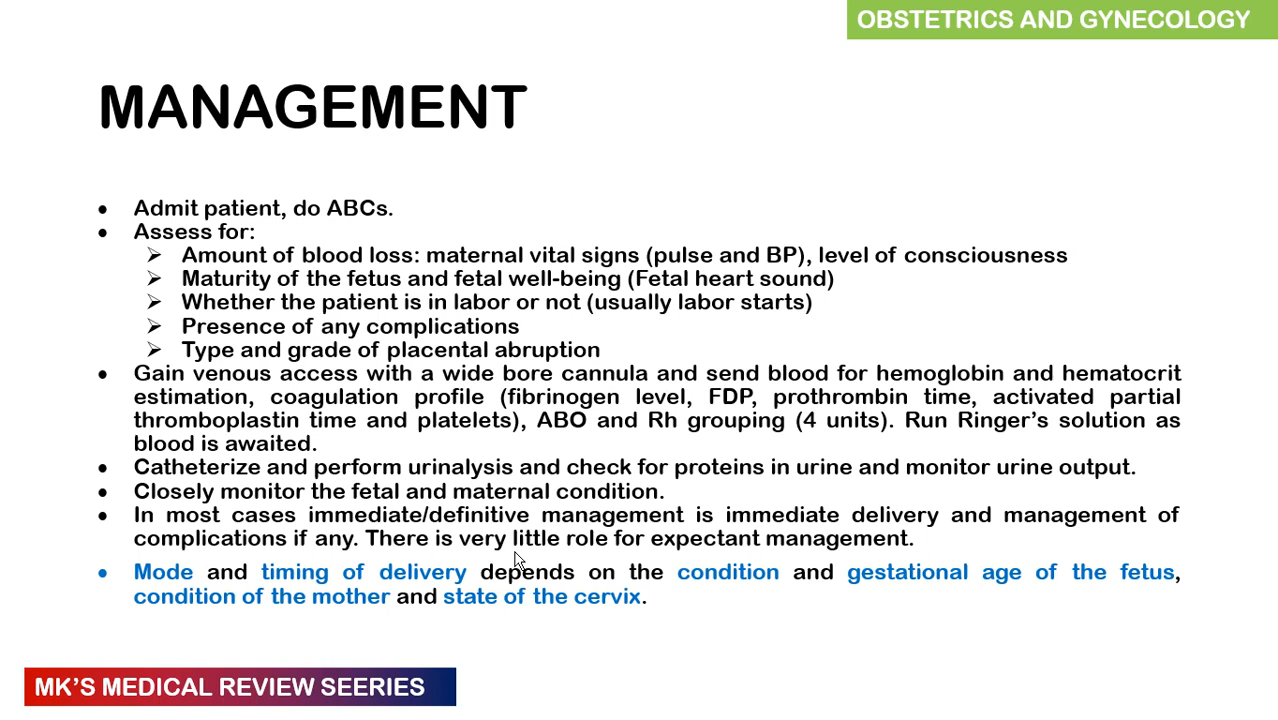 OBSTETRICS AND GYNECOLOGY
MANAGEMENT
• Admit patient, do ABCs.
• Assess for:
➢ Amount of blood loss: maternal vital signs (pulse and BP), level of consciousness
➢ Maturity of the fetus and fetal well-being (Fetal heart sound)
➢ Whether the patient is in labor or not (usually labor starts)
➢ Presence of any complications
➢ Type and grade of placental abruption
• Gain venous access with a wide bore cannula and send blood for hemoglobin and hematocrit
estimation, coagulation profile (fibrinogen level, FDP, prothrombin time, activated partial
thromboplastin time and platelets), ABO and Rh grouping (4 units). Run Ringer's solution as
blood is awaited.
• Catheterize and perform urinalysis and check for proteins in urine and monitor urine output.
• Closely monitor the fetal and maternal condition.
• In most cases immediate/definitive management is immediate delivery and management of
complications if any. There is very little role for expectant management.
• Mode and timing of delivery depends on the condition and gestational age of the fetus,
condition of the mother and state of the cervix.
MK'S MEDICAL REVIEW SEERIES